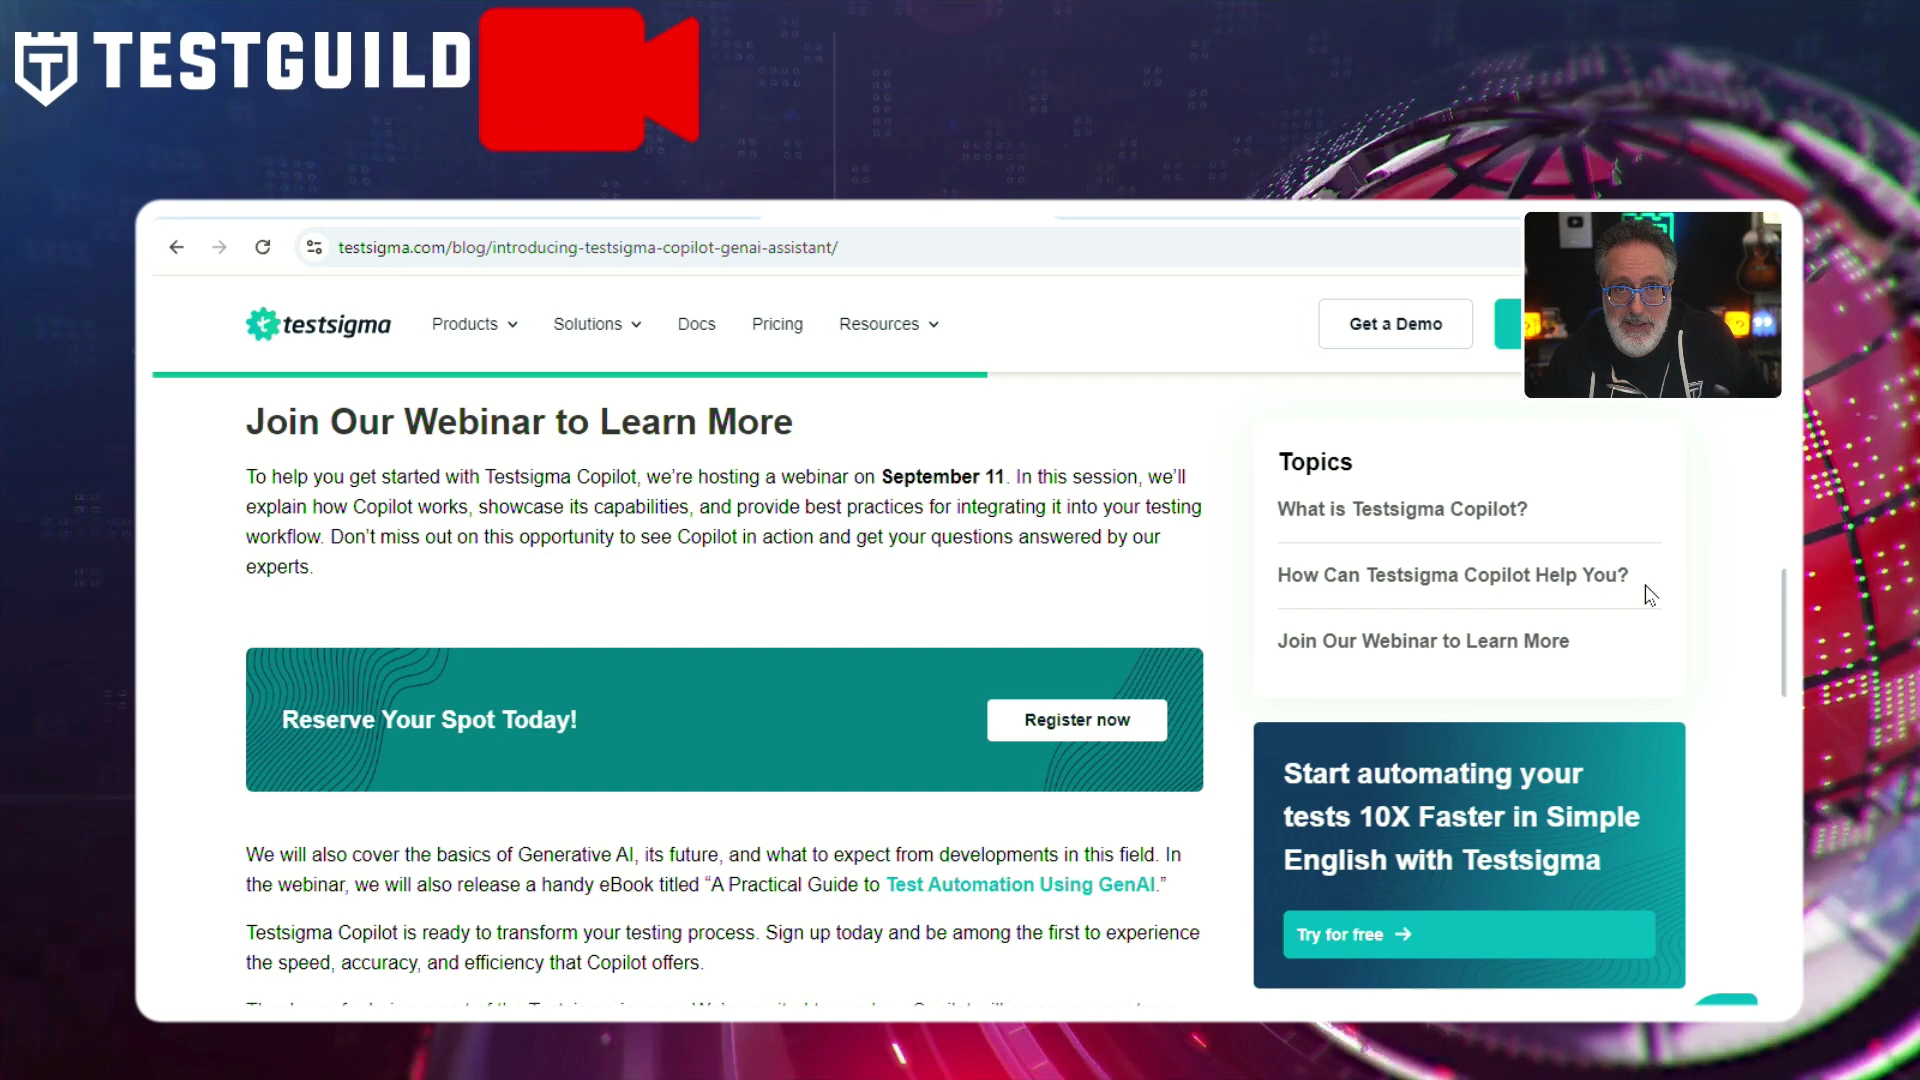 TESTGUILD
testsigma.com/blog/introducing-testsigma-copilot-genai-assistant/
testsigma
Products
Solutions
Docs
Pricing
Resources
Get a Demo
Join Our Webinar to Learn More
To help you get started with Testsigma Copilot, we're hosting a webinar on September 11. In this session, we'll
explain how Copilot works, showcase its capabilities, and provide best practices for integrating it into your testing
workflow. Don't miss out on this opportunity to see Copilot in action and get your questions answered by our
experts.
Reserve Your Spot Today!
Register now
We will also cover the basics of Generative AI, its future, and what to expect from developments in this field. In
the webinar, we will also release a handy eBook titled “A Practical Guide to Test Automation Using GenAI.”
Testsigma Copilot is ready to transform your testing process. Sign up today and be among the first to experience
the speed, accuracy, and efficiency that Copilot offers.
Topics
What is Testsigma Copilot?
How Can Testsigma Copilot Help You?
Join Our Webinar to Learn More
Start automating your
tests 10X Faster in Simple
English with Testsigma
Try for free →